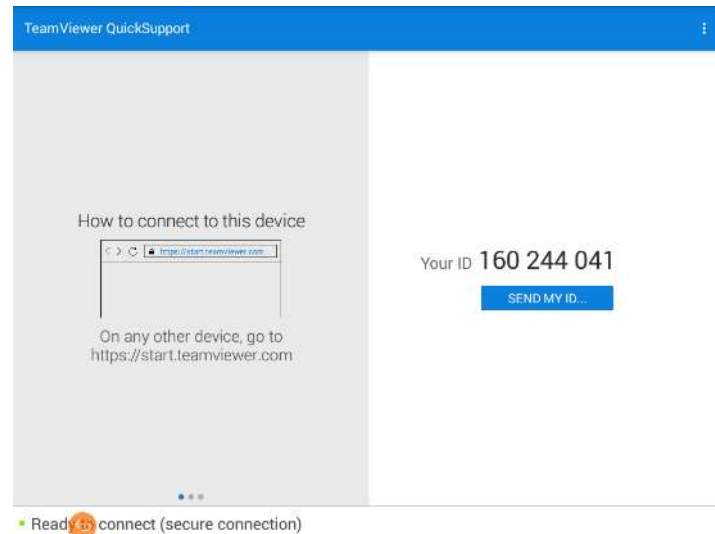 TeamViewer QuickSupport
How to connect to this device
https://start.teamviewer.com
On any other device, go to
https://start.teamviewer.com
Your ID 160 244 041
SEND MY ID...
Ready connect (secure connection)